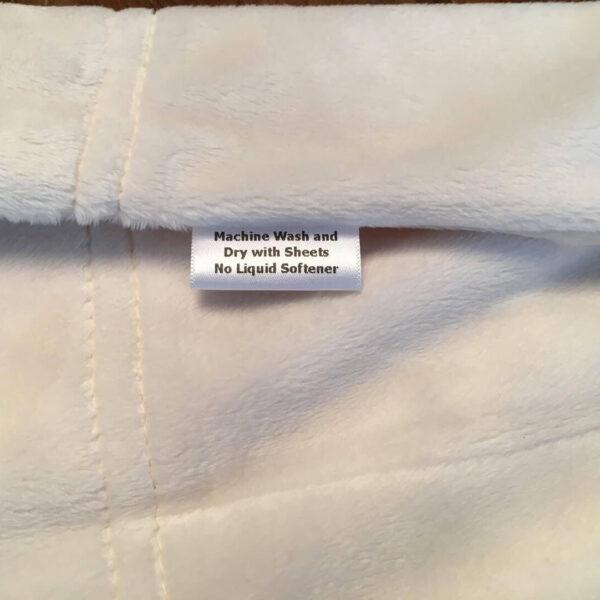 Machine Wash and
Dry with Sheets
No Liquid Softener